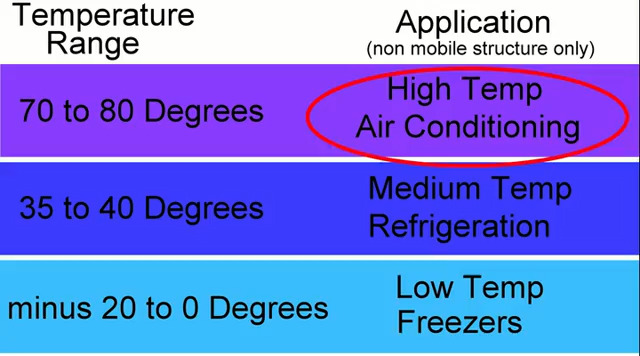 Temperature Range
Application
(non mobile structure only)
70 to 80 Degrees
High Temp
Air Conditioning
35 to 40 Degrees
Medium Temp
Refrigeration
minus 20 to 0 Degrees
Low Temp
Freezers